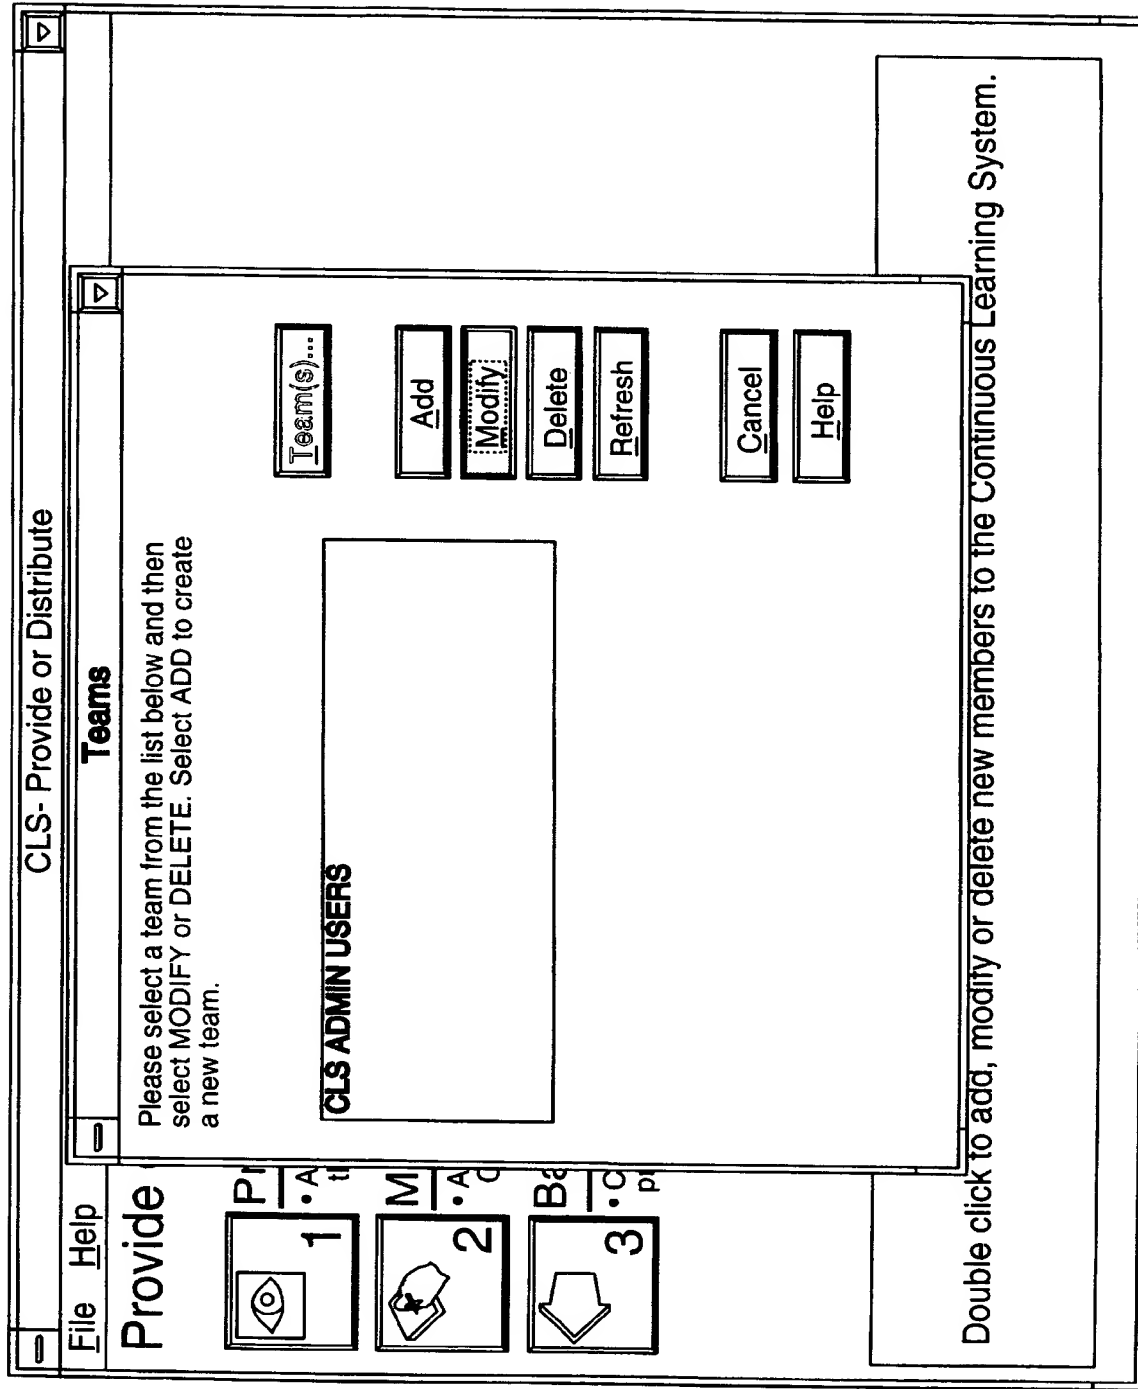 CLS- Provide or Distribute
File Help
Provide
Teams
Please select a team from the list below and then
select MODIFY or DELETE. Select ADD to create
a new team.
CLS ADMIN USERS
Team(s)...
Add
Modify
Delete
Refresh
Cancel
Help
1
2
3
Double click to add, modify or delete new members to the Continuous Learning System.